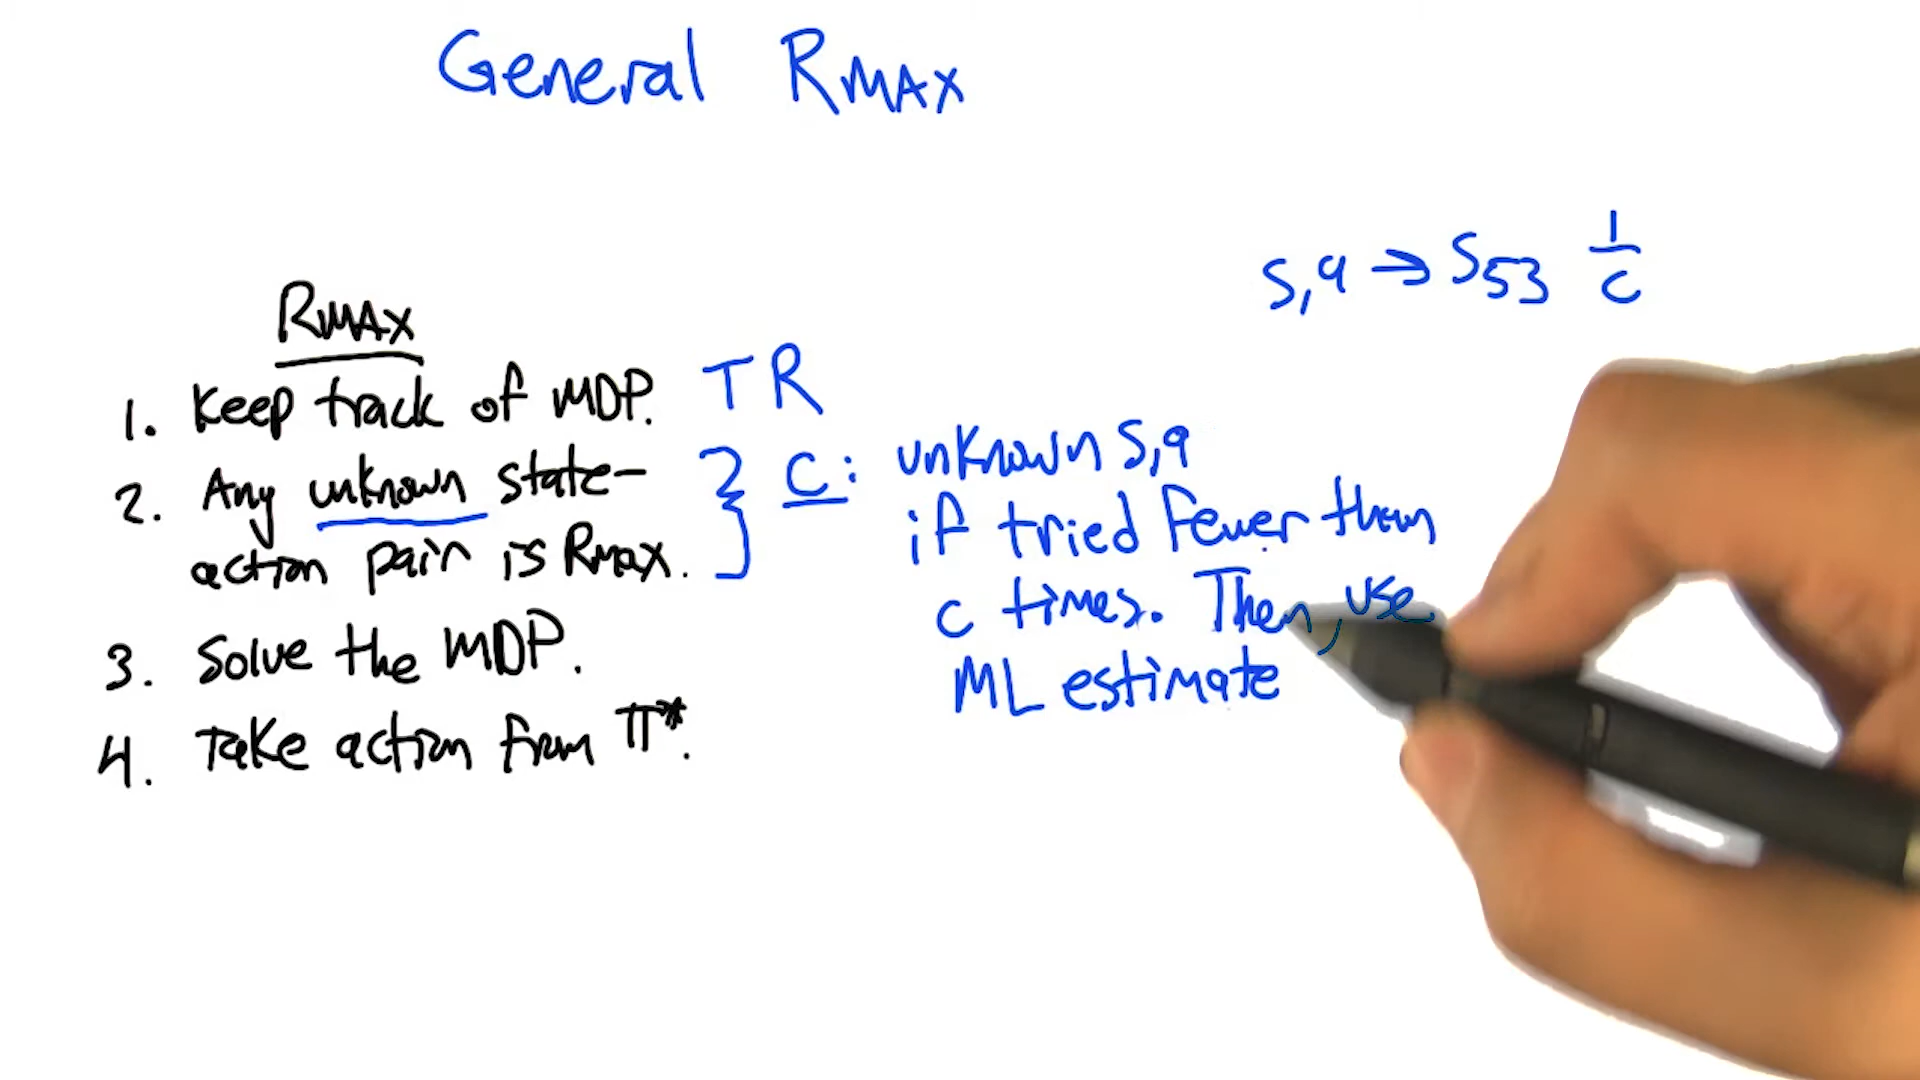 General RMAX
S,a → S53 1/c
RMAX
1. Keep track of MDP. T R
2. Any unknown state-
action pair is Rmax.
} C: unknown S,a
if tried fewer than
c times. Then, use
ML estimate
3. Solve the MDP.
4. Take action from π*.